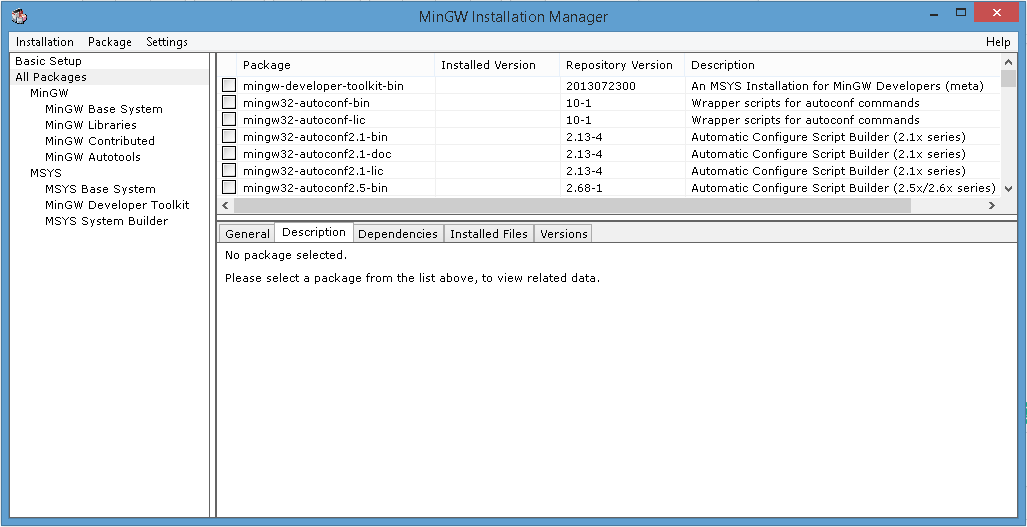 MinGW Installation Manager
Installation Package Settings Help
Basic Setup
All Packages
MinGW
MinGW Base System
MinGW Libraries
MinGW Contributed
MinGW Autotools
MSYS
MSYS Base System
MinGW Developer Toolkit
MSYS System Builder
Package Installed Version Repository Version Description
mingw-developer-toolkit-bin 2013072300 An MSYS Installation for MinGW Developers (meta)
mingw32-autoconf-bin 10-1 Wrapper scripts for autoconf commands
mingw32-autoconf-lic 10-1 Wrapper scripts for autoconf commands
mingw32-autoconf2.1-bin 2.13-4 Automatic Configure Script Builder (2.1x series)
mingw32-autoconf2.1-doc 2.13-4 Automatic Configure Script Builder (2.1x series)
mingw32-autoconf2.1-lic 2.13-4 Automatic Configure Script Builder (2.1x series)
mingw32-autoconf2.5-bin 2.68-1 Automatic Configure Script Builder (2.5x/2.6x series)
General Description Dependencies Installed Files Versions
No package selected.
Please select a package from the list above, to view related data.